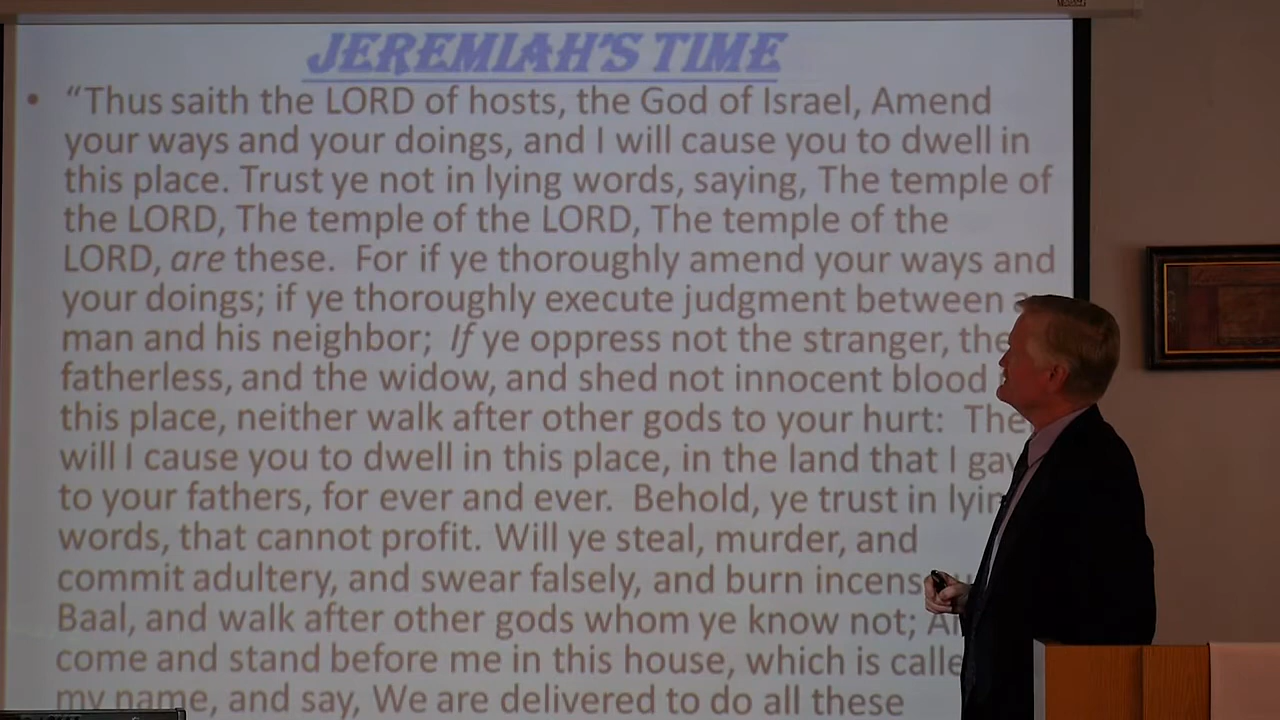 JEREMIAH'S TIME
• "Thus saith the LORD of hosts, the God of Israel, Amend
your ways and your doings, and I will cause you to dwell in
this place. Trust ye not in lying words, saying, The temple of
the LORD, The temple of the LORD, The temple of the
LORD, are these. For if ye thoroughly amend your ways and
your doings; if ye thoroughly execute judgment between a
man and his neighbor; If ye oppress not the stranger, the
fatherless, and the widow, and shed not innocent blood
this place, neither walk after other gods to your hurt:
will I cause you to dwell in this place, in the land that I
to your fathers, for ever and ever. Behold, ye trust in
words, that cannot profit. Will ye steal, murder, and
commit adultery, and swear falsely, and burn
Baal, and walk after other gods whom ye know not;
come and stand before me in this house, which is
my name, and say, We are delivered to do all these